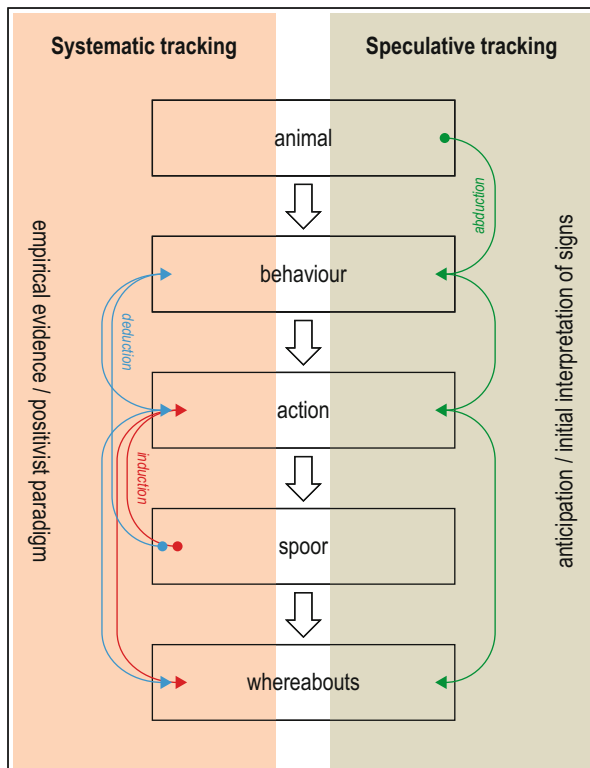 Systematic tracking
Speculative tracking
animal
abduction
behaviour
deduction
action
induction
spoor
whereabouts
empirical evidence / positivist paradigm
anticipation / initial interpretation of signs